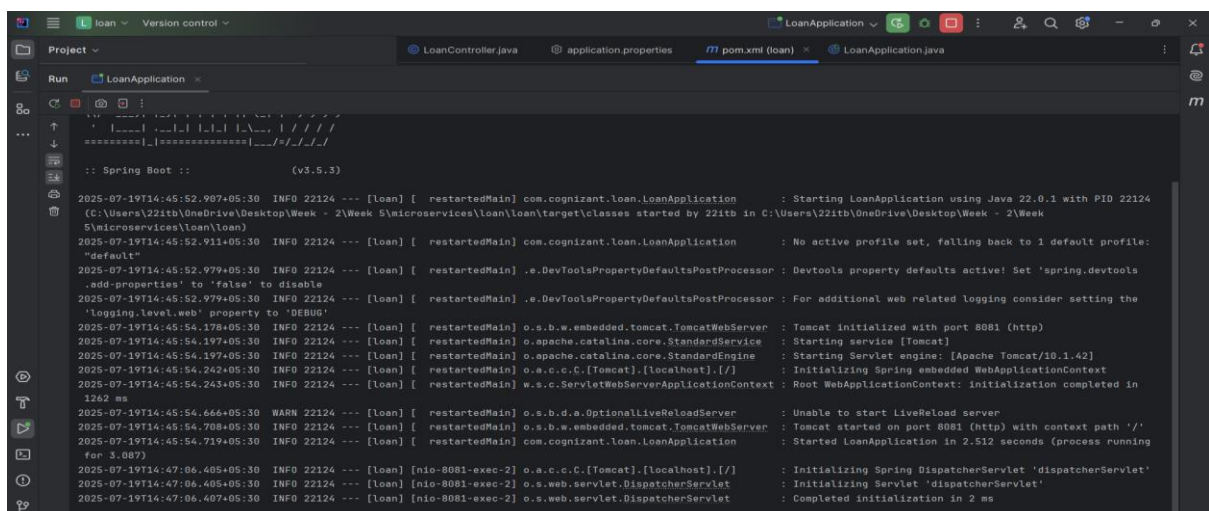 L loan Version control LoanApplication
Project LoanController.java application.properties m pom.xml (loan) LoanApplication.java
Run LoanApplication
m
' |____| .__|_| |_|_| |_\__, | / / / /
=========|_|==============|___/=/_/_/_/
:: Spring Boot :: (v3.5.3)
2025-07-19T14:45:52.907+05:30 INFO 22124 --- [loan] [ restartedMain] com.cognizant.loan.LoanApplication : Starting LoanApplication using Java 22.0.1 with PID 22124
(C:\Users\22itb\OneDrive\Desktop\Week - 2\Week 5\microservices\loan\loan\target\classes started by 22itb in C:\Users\22itb\OneDrive\Desktop\Week - 2\Week
5\microservices\loan\loan)
2025-07-19T14:45:52.911+05:30 INFO 22124 --- [loan] [ restartedMain] com.cognizant.loan.LoanApplication : No active profile set, falling back to 1 default profile:
"default"
2025-07-19T14:45:52.979+05:30 INFO 22124 --- [loan] [ restartedMain] .e.DevToolsPropertyDefaultsPostProcessor : Devtools property defaults active! Set 'spring.devtools
.add-properties' to 'false' to disable
2025-07-19T14:45:52.979+05:30 INFO 22124 --- [loan] [ restartedMain] .e.DevToolsPropertyDefaultsPostProcessor : For additional web related logging consider setting the
'logging.level.web' property to 'DEBUG'
2025-07-19T14:45:54.178+05:30 INFO 22124 --- [loan] [ restartedMain] o.s.b.w.embedded.tomcat.TomcatWebServer : Tomcat initialized with port 8081 (http)
2025-07-19T14:45:54.197+05:30 INFO 22124 --- [loan] [ restartedMain] o.apache.catalina.core.StandardService : Starting service [Tomcat]
2025-07-19T14:45:54.197+05:30 INFO 22124 --- [loan] [ restartedMain] o.apache.catalina.core.StandardEngine : Starting Servlet engine: [Apache Tomcat/10.1.42]
2025-07-19T14:45:54.242+05:30 INFO 22124 --- [loan] [ restartedMain] o.a.c.c.C.[Tomcat].[localhost].[/] : Initializing Spring embedded WebApplicationContext
2025-07-19T14:45:54.243+05:30 INFO 22124 --- [loan] [ restartedMain] w.s.c.ServletWebServerApplicationContext : Root WebApplicationContext: initialization completed in
1262 ms
2025-07-19T14:45:54.666+05:30 WARN 22124 --- [loan] [ restartedMain] o.s.b.d.a.OptionalLiveReloadServer : Unable to start LiveReload server
2025-07-19T14:45:54.708+05:30 INFO 22124 --- [loan] [ restartedMain] o.s.b.w.embedded.tomcat.TomcatWebServer : Tomcat started on port 8081 (http) with context path '/'
2025-07-19T14:45:54.719+05:30 INFO 22124 --- [loan] [ restartedMain] com.cognizant.loan.LoanApplication : Started LoanApplication in 2.512 seconds (process running
for 3.087)
2025-07-19T14:47:06.405+05:30 INFO 22124 --- [loan] [nio-8081-exec-2] o.a.c.c.C.[Tomcat].[localhost].[/] : Initializing Spring DispatcherServlet 'dispatcherServlet'
2025-07-19T14:47:06.405+05:30 INFO 22124 --- [loan] [nio-8081-exec-2] o.s.web.servlet.DispatcherServlet : Initializing Servlet 'dispatcherServlet'
2025-07-19T14:47:06.407+05:30 INFO 22124 --- [loan] [nio-8081-exec-2] o.s.web.servlet.DispatcherServlet : Completed initialization in 2 ms